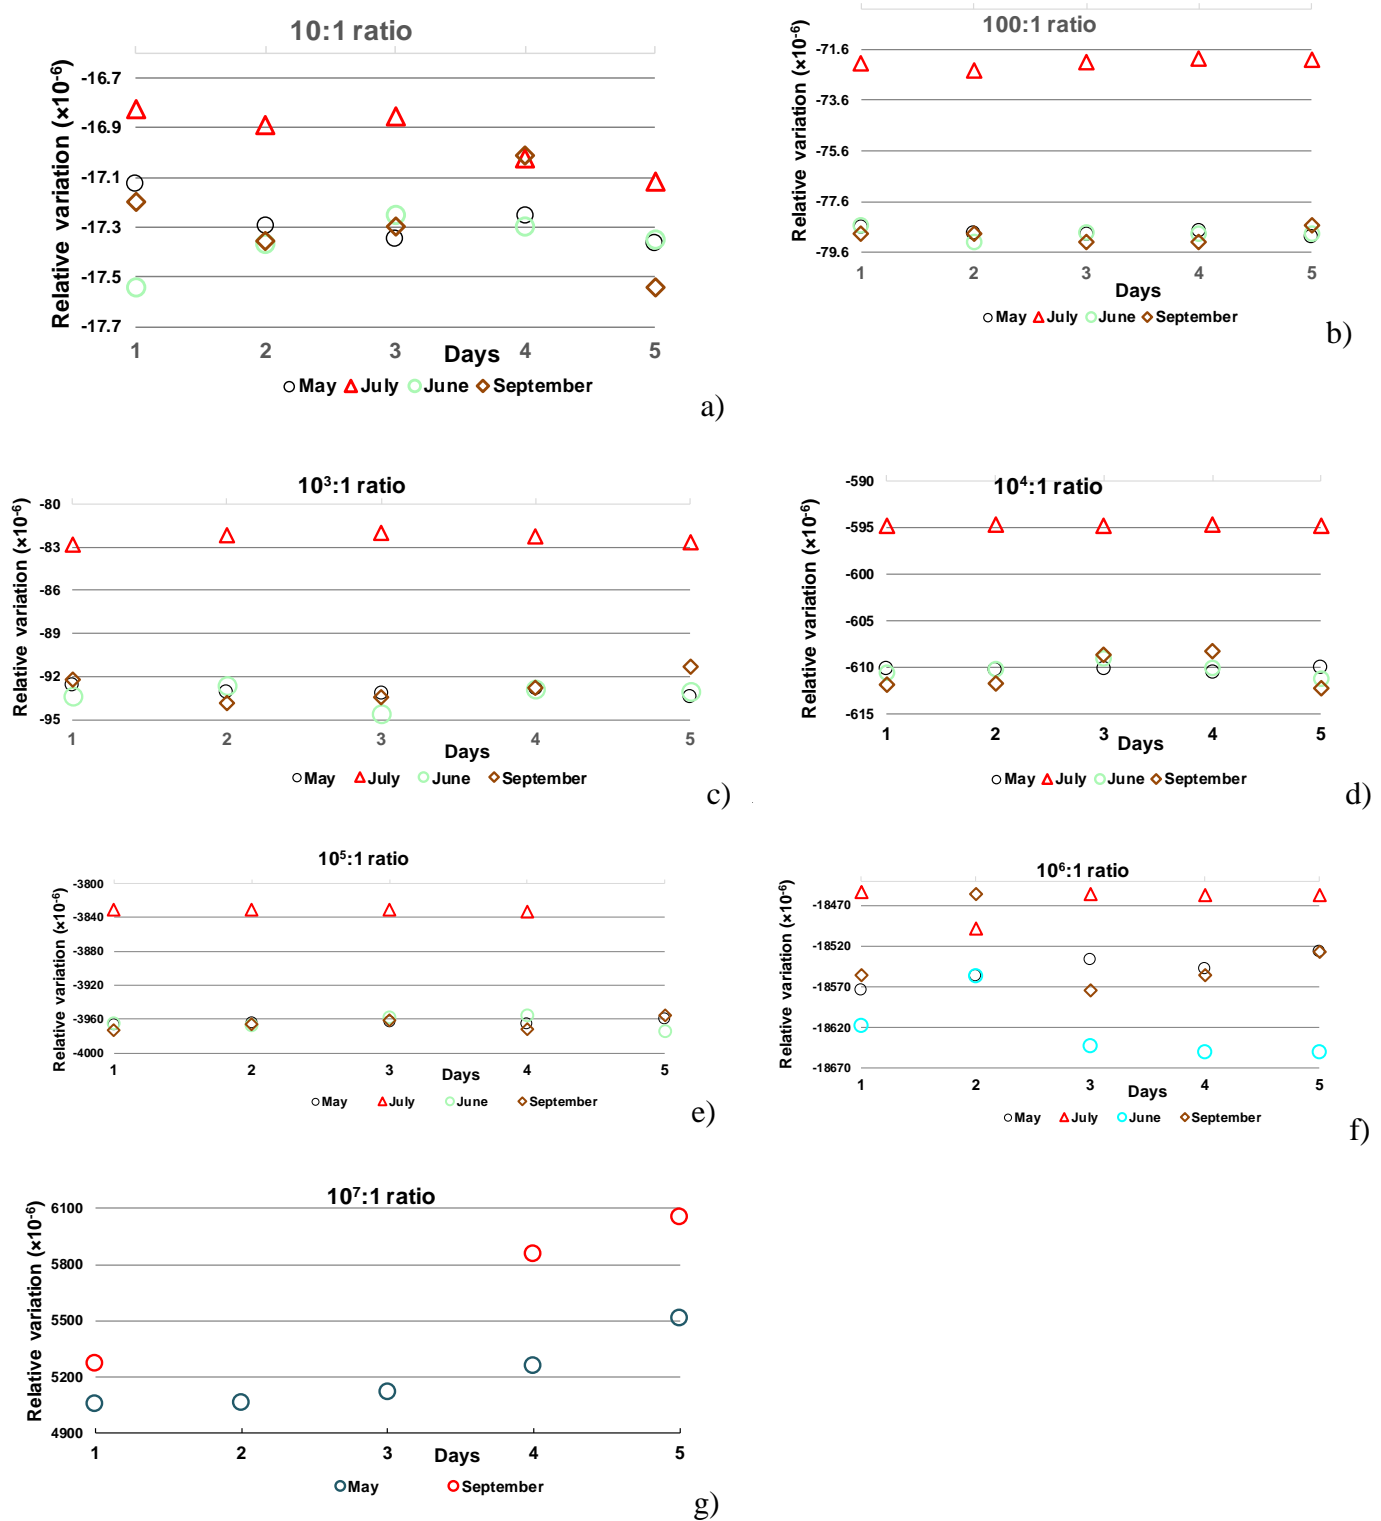 10:1 ratio
Relative variation (×10⁻⁶)
-16.7
-16.9
-17.1
-17.3
-17.5
-17.7
1 2 3 4 5
Days
May July June September
a)
100:1 ratio
Relative variation (×10⁻⁶)
-71.6
-73.6
-75.6
-77.6
-79.6
1 2 3 4 5
Days
May July June September
b)
10³:1 ratio
Relative variation (×10⁻⁶)
-80
-83
-86
-89
-92
-95
1 2 3 4 5
Days
May July June September
c)
10⁴:1 ratio
Relative variation (×10⁻⁶)
-590
-595
-600
-605
-610
-615
1 2 3 4 5
Days
May July June September
d)
10⁵:1 ratio
Relative variation (×10⁻⁶)
-3800
-3840
-3880
-3920
-3960
-4000
1 2 3 4 5
Days
May July June September
e)
10⁶:1 ratio
Relative variation (×10⁻⁶)
-18470
-18520
-18570
-18620
-18670
1 2 3 4 5
Days
May July June September
f)
10⁷:1 ratio
Relative variation (×10⁻⁶)
6100
5800
5500
5200
4900
1 2 3 4 5
Days
May September
g)